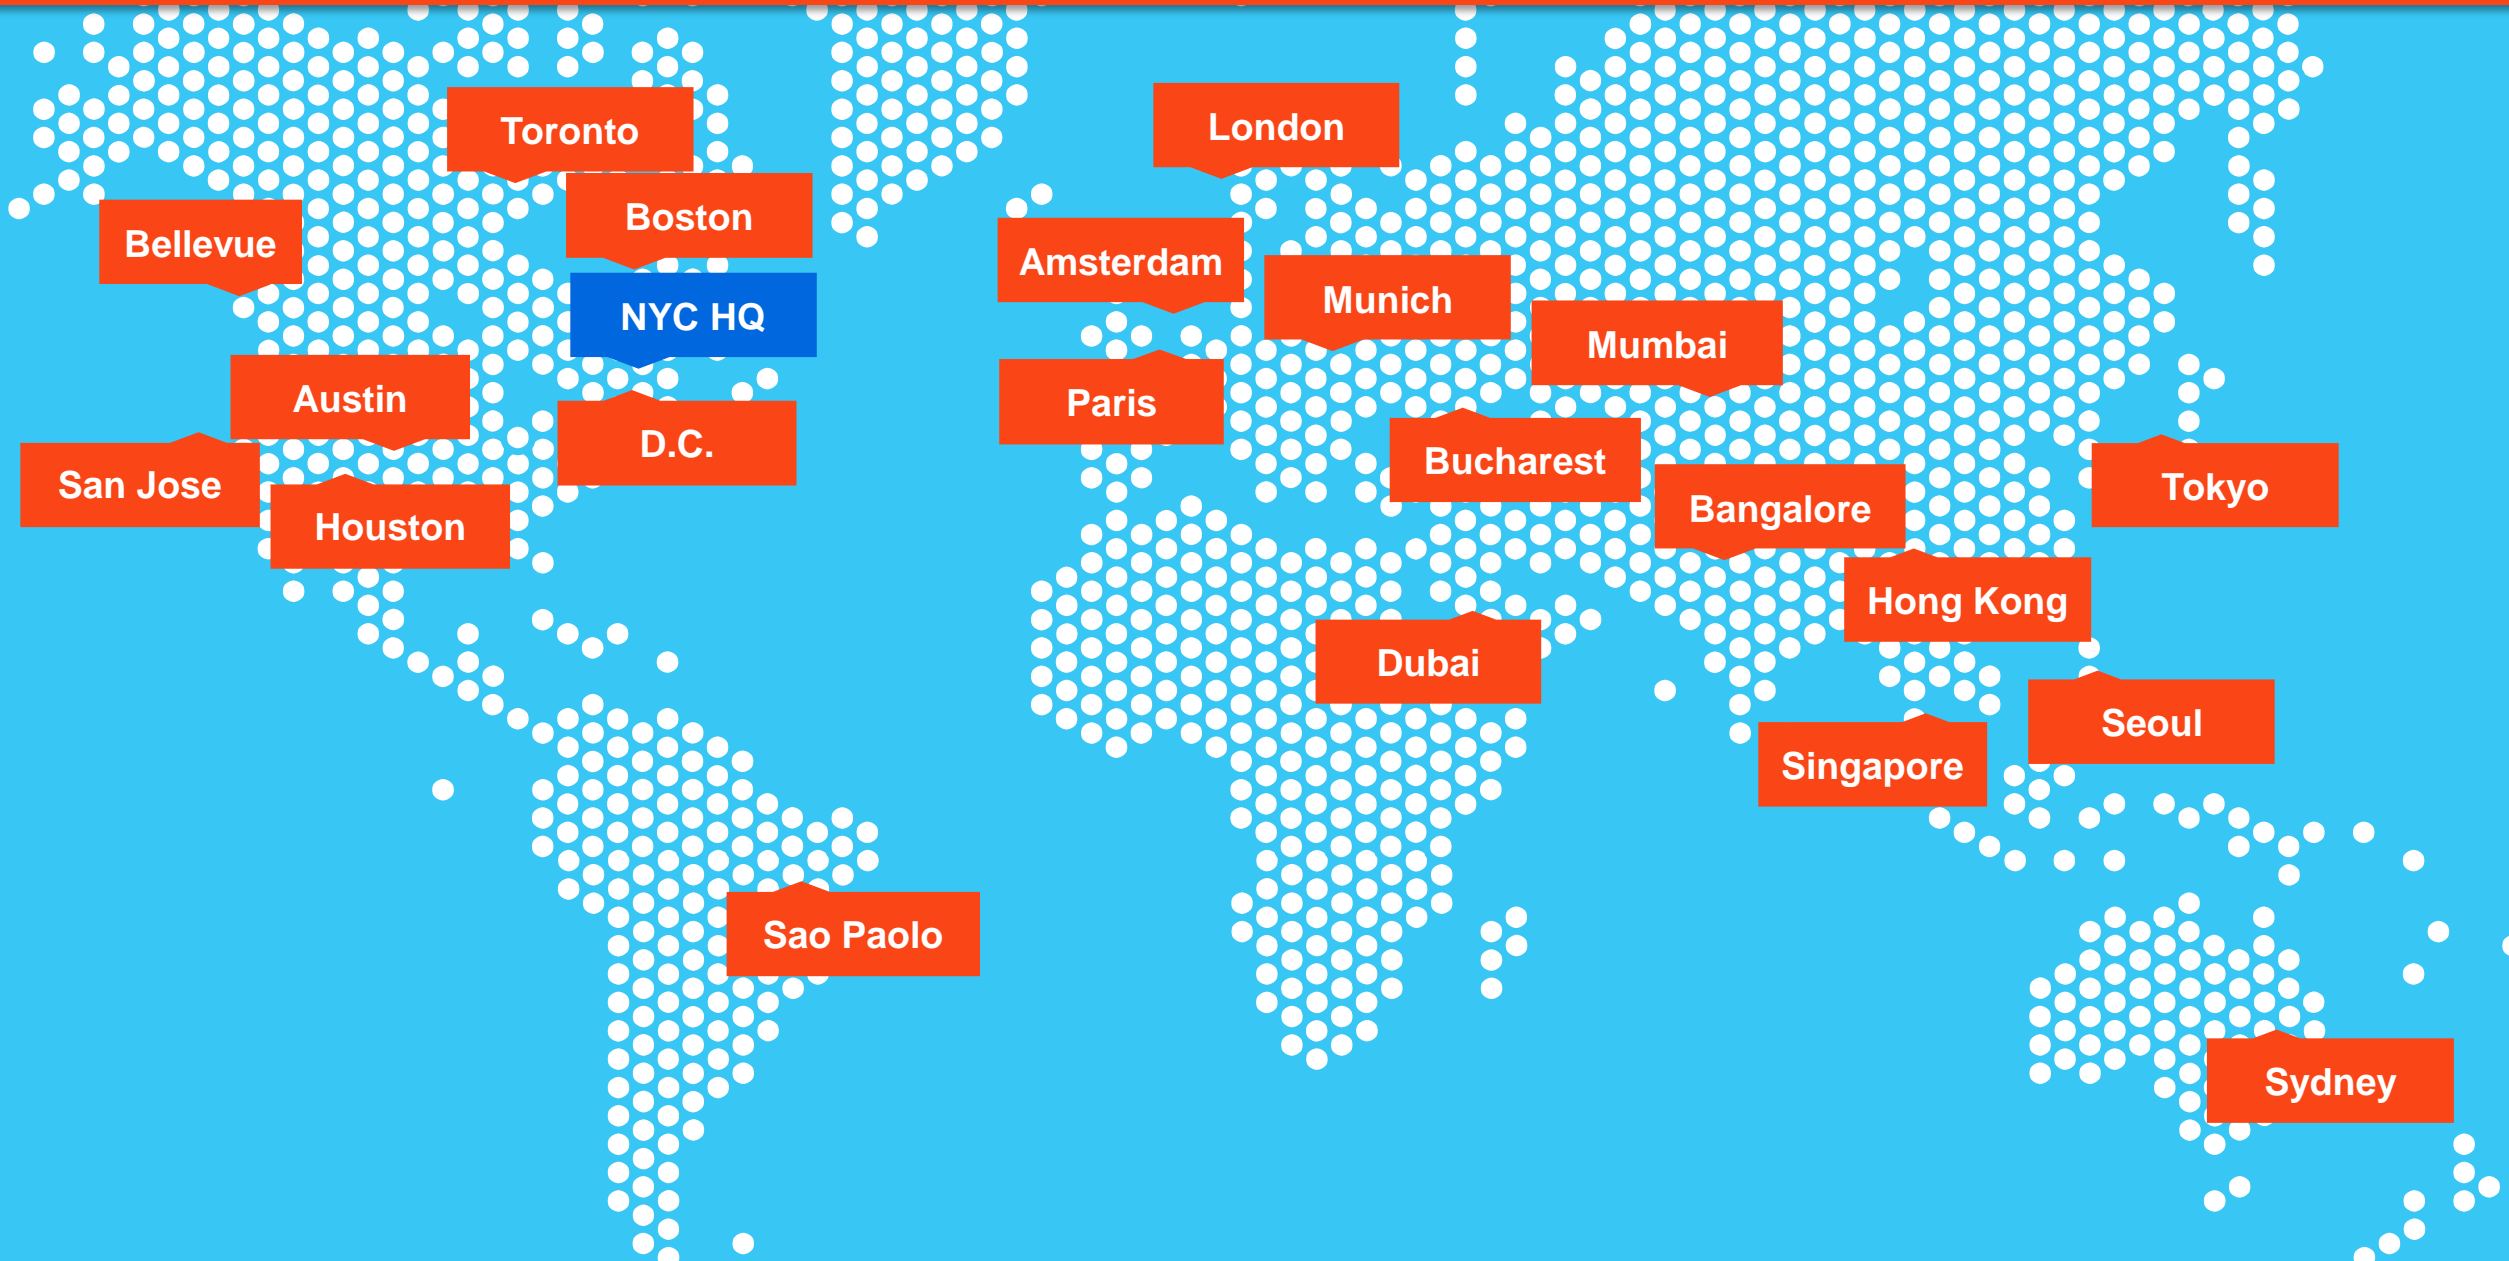 Toronto
London
Boston
Bellevue
Amsterdam
Munich
NYC HQ
Mumbai
Austin
Paris
D.C.
Bucharest
San Jose
Tokyo
Bangalore
Houston
Hong Kong
Dubai
Seoul
Singapore
Sao Paolo
Sydney